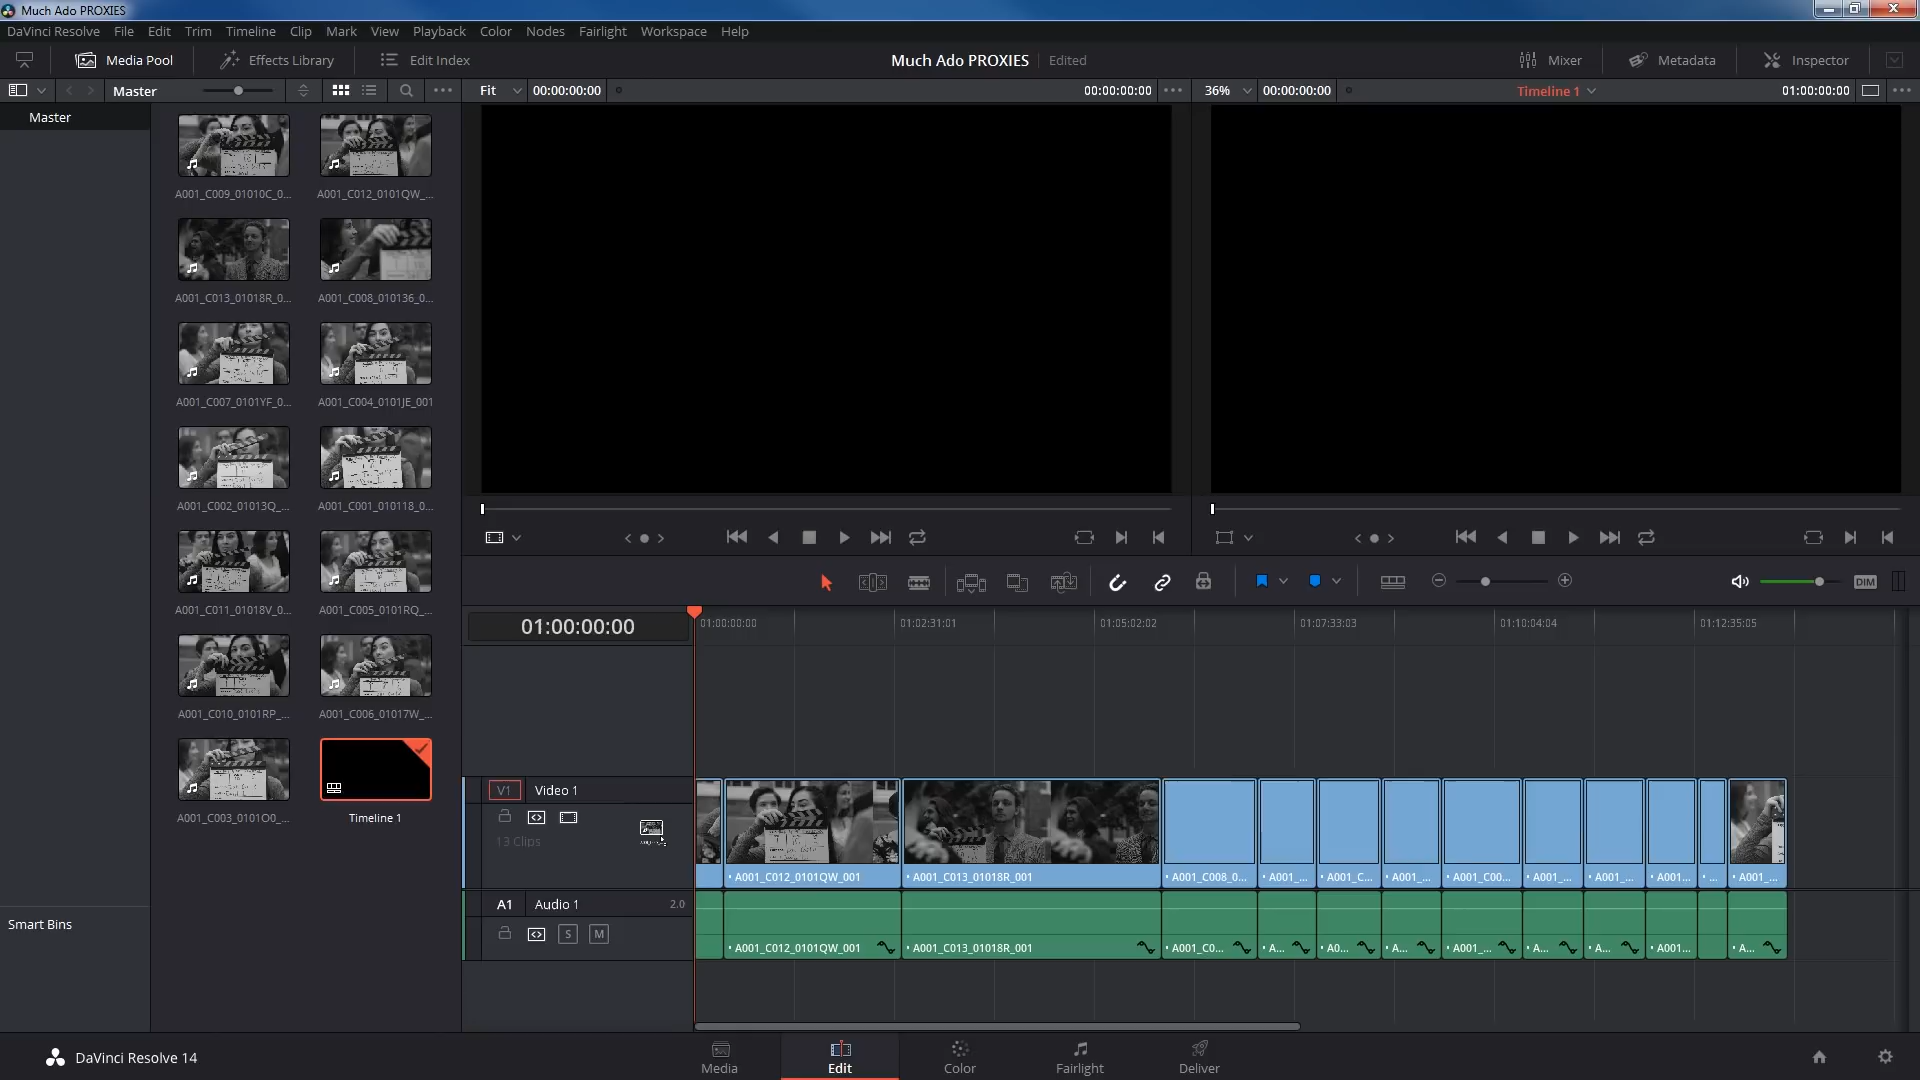 Much Ado PROXIES
DaVinci Resolve File Edit Trim Timeline Clip Mark View Playback Color Nodes Fairlight Workspace Help
Media Pool Effects Library Edit Index Much Ado PROXIES Edited Mixer Metadata Inspector
Master Fit 00:00:00:00 00:00:00:00 36% 00:00:00:00 Timeline 1 01:00:00:00
Master
A001_C009_01010C_0... A001_C012_0101QW_...
A001_C013_01018R_0... A001_C008_010136_0...
A001_C007_0101YF_0... A001_C004_0101JE_001
A001_C002_01013Q_... A001_C001_010118_0...
A001_C011_01018V_0... A001_C005_0101RQ_...
A001_C010_0101RP_... A001_C006_01017W_...
A001_C003_0101O0_... Timeline 1
DIM
01:00:00:00 01:00:00:00 01:02:31:01 01:05:02:02 01:07:33:03 01:10:04:04 01:12:35:05
V1 Video 1
13 Clips
A001_C012_0101QW_001 A001_C013_01018R_001 A001_C008_0... A001_... A001_C... A001_... A001_C00... A001_... A001_... A001... ... A001_...
A1 Audio 1 2.0
S M
A001_C012_0101QW_001 A001_C013_01018R_001 A001_C0... A... A0... A... A001_... A... A... A001... A...
Smart Bins
DaVinci Resolve 14 Media Edit Color Fairlight Deliver